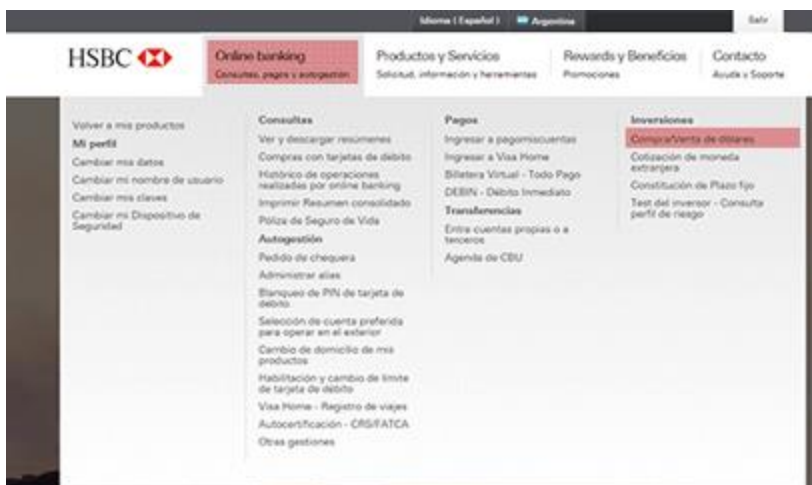 Idioma ( Español ) Argentina Salir
HSBC
Online banking
Consultas, pagos y autogestión
Productos y Servicios
Solicitud, información y herramientas
Rewards y Beneficios
Promociones
Contacto
Ayuda y Soporte
Volver a mis productos
Mi perfil
Cambiar mis datos
Cambiar mi nombre de usuario
Cambiar mis claves
Cambiar mi Dispositivo de
Seguridad
Consultas
Ver y descargar resúmenes
Compras con tarjetas de débito
Histórico de operaciones
realizadas por online banking
Imprimir Resumen consolidado
Póliza de Seguro de Vida
Autogestión
Pedido de chequera
Administrar alias
Blanqueo de PIN de tarjeta de
débito
Selección de cuenta preferida
para operar en el exterior
Cambio de domicilio de mis
productos
Habilitación y cambio de límite
de tarjeta de débito
Visa Home - Registro de viajes
Autocertificación - CRS/FATCA
Otras gestiones
Pagos
Ingresar a pagomiscuentas
Ingresar a Visa Home
Billetera Virtual - Todo Pago
DEBIN - Débito Inmediato
Transferencias
Entre cuentas propias o a
terceros
Agenda de CBU
Inversiones
Compra/Venta de dólares
Cotización de moneda
extranjera
Constitución de Plazo fijo
Test del inversor - Consulta
perfil de riesgo